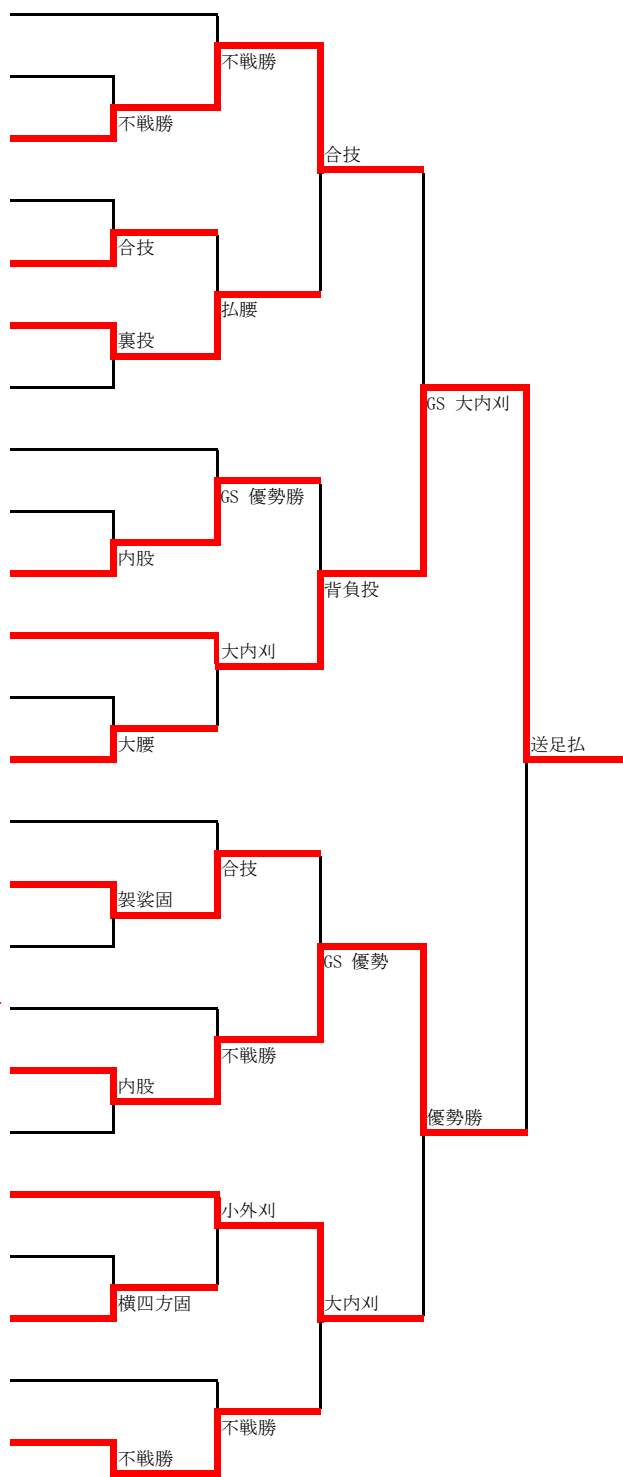 不戦勝
不戦勝
合技
合技
払腰
裏投
GS 大内刈
GS 優勢勝
内股
背負投
大内刈
大腰
送足払
合技
袈裟固
GS 優勢
不戦勝
内股
優勢勝
小外刈
横四方固
大内刈
不戦勝
不戦勝